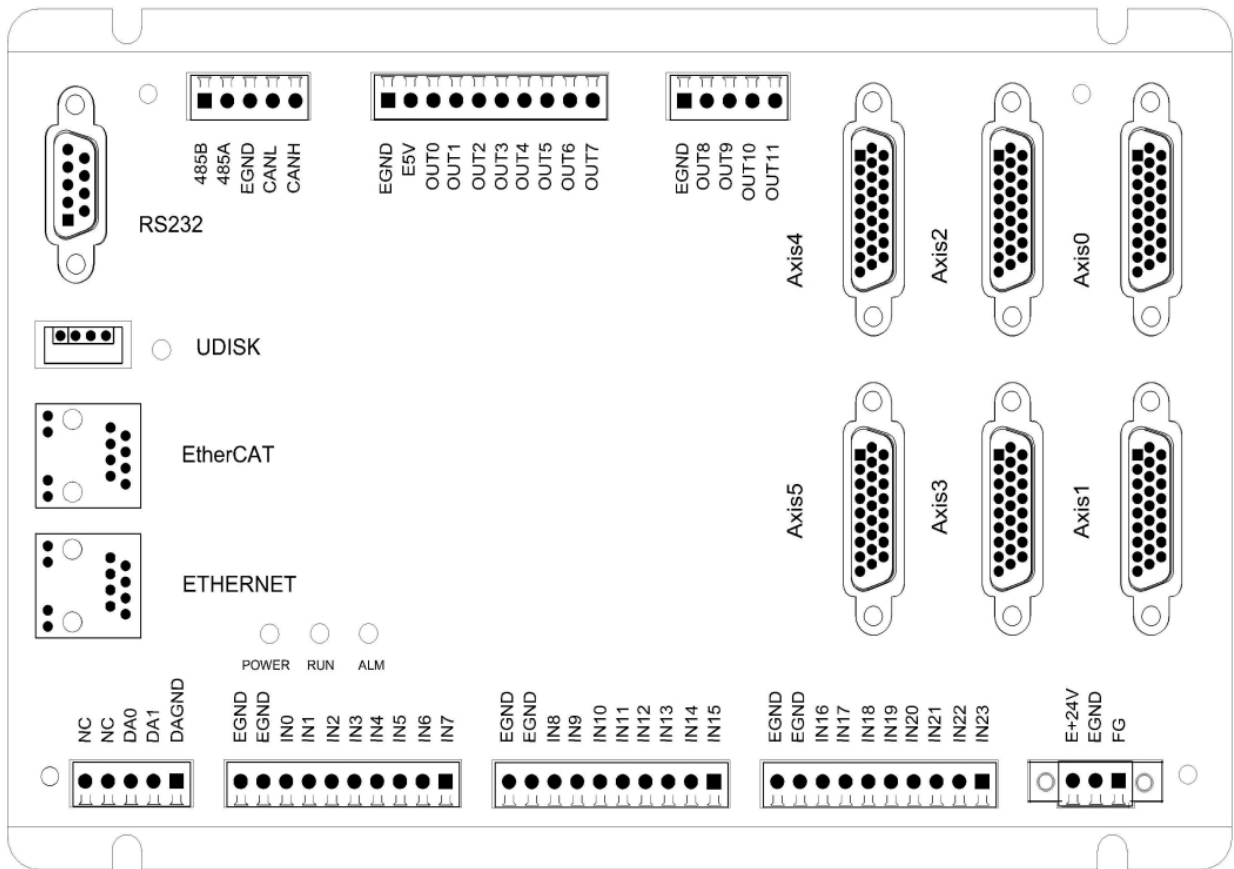 485B
485A
EGND
CANL
CANH
EGND
E5V
OUT0
OUT1
OUT2
OUT3
OUT4
OUT5
OUT6
OUT7
EGND
OUT8
OUT9
OUT10
OUT11
RS232
Axis4
Axis2
Axis0
UDISK
EtherCAT
Axis5
Axis3
Axis1
ETHERNET
POWER
RUN
ALM
NC
NC
DA0
DA1
DAGND
EGND
EGND
IN0
IN1
IN2
IN3
IN4
IN5
IN6
IN7
EGND
EGND
IN8
IN9
IN10
IN11
IN12
IN13
IN14
IN15
EGND
EGND
IN16
IN17
IN18
IN19
IN20
IN21
IN22
IN23
E+24V
EGND
FG